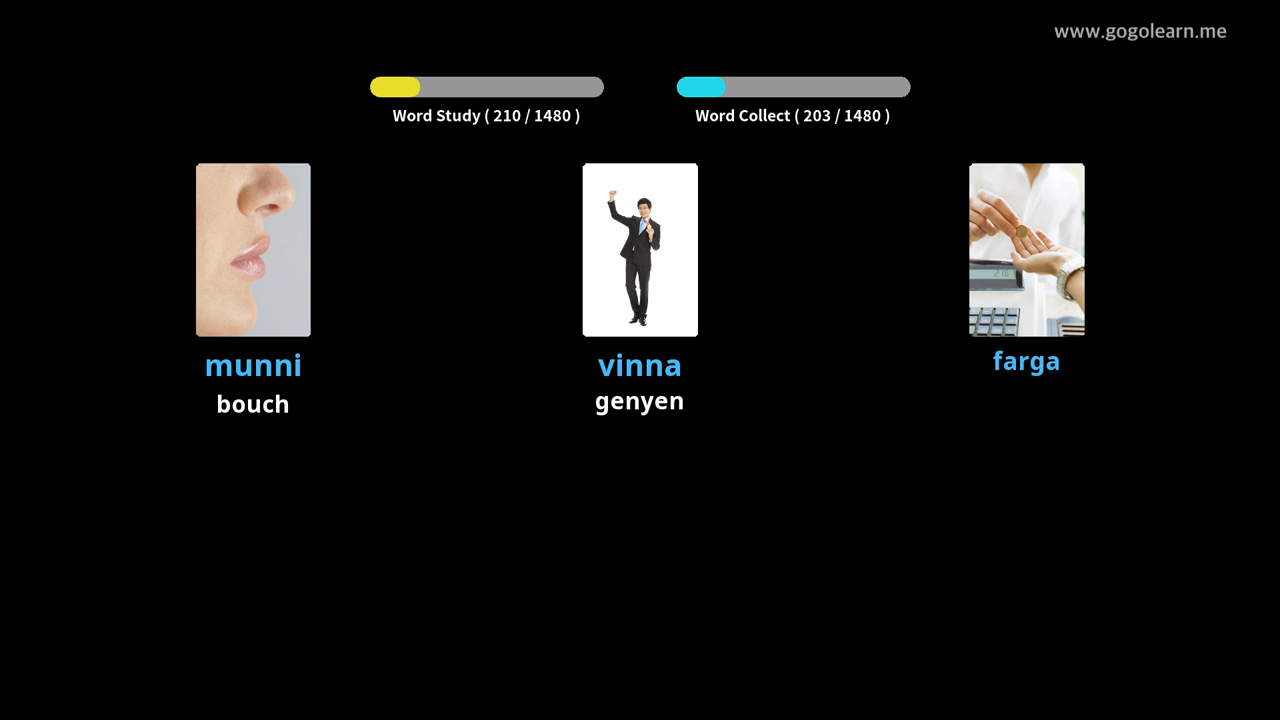 www.gogolearn.me
Word Study ( 210 / 1480 )
Word Collect ( 203 / 1480 )
munni
bouch
vinna
genyen
farga